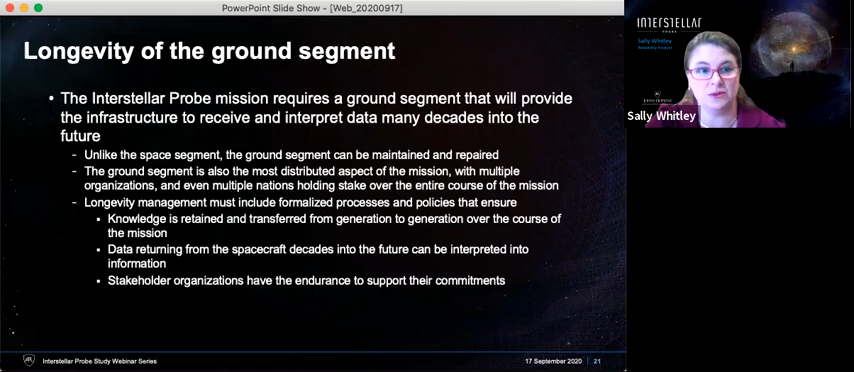 PowerPoint Slide Show - [Web_20200917]
Longevity of the ground segment
• The Interstellar Probe mission requires a ground segment that will provide
the infrastructure to receive and interpret data many decades into the
future
- Unlike the space segment, the ground segment can be maintained and repaired
- The ground segment is also the most distributed aspect of the mission, with multiple
organizations, and even multiple nations holding stake over the entire course of the mission
- Longevity management must include formalized processes and policies that ensure
▪ Knowledge is retained and transferred from generation to generation over the course of
the mission
▪ Data returning from the spacecraft decades into the future can be interpreted into
information
▪ Stakeholder organizations have the endurance to support their commitments
APL
Interstellar Probe Study Webinar Series
17 September 2020
21
INTERSTELLAR
PROBE
Sally Whitley
Sally Whitley